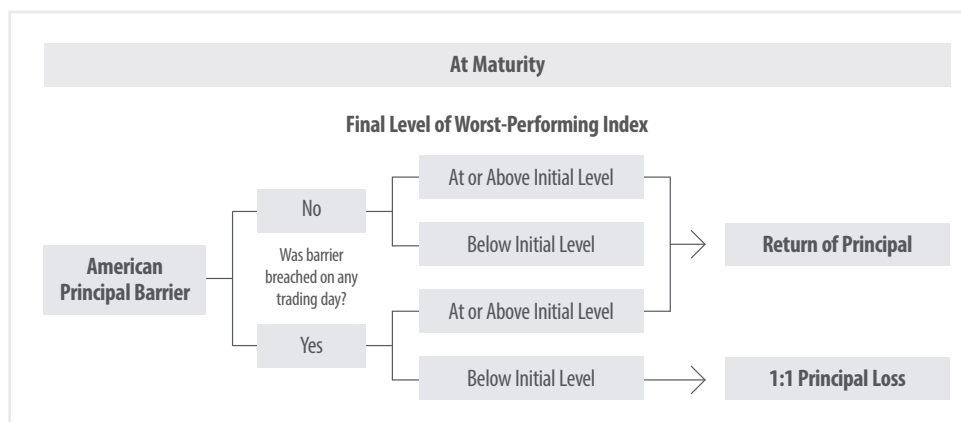 At Maturity
Final Level of Worst-Performing Index
American
Principal Barrier
No
Was barrier
breached on any
trading day?
Yes
At or Above Initial Level
Below Initial Level
At or Above Initial Level
Below Initial Level
Return of Principal
1:1 Principal Loss